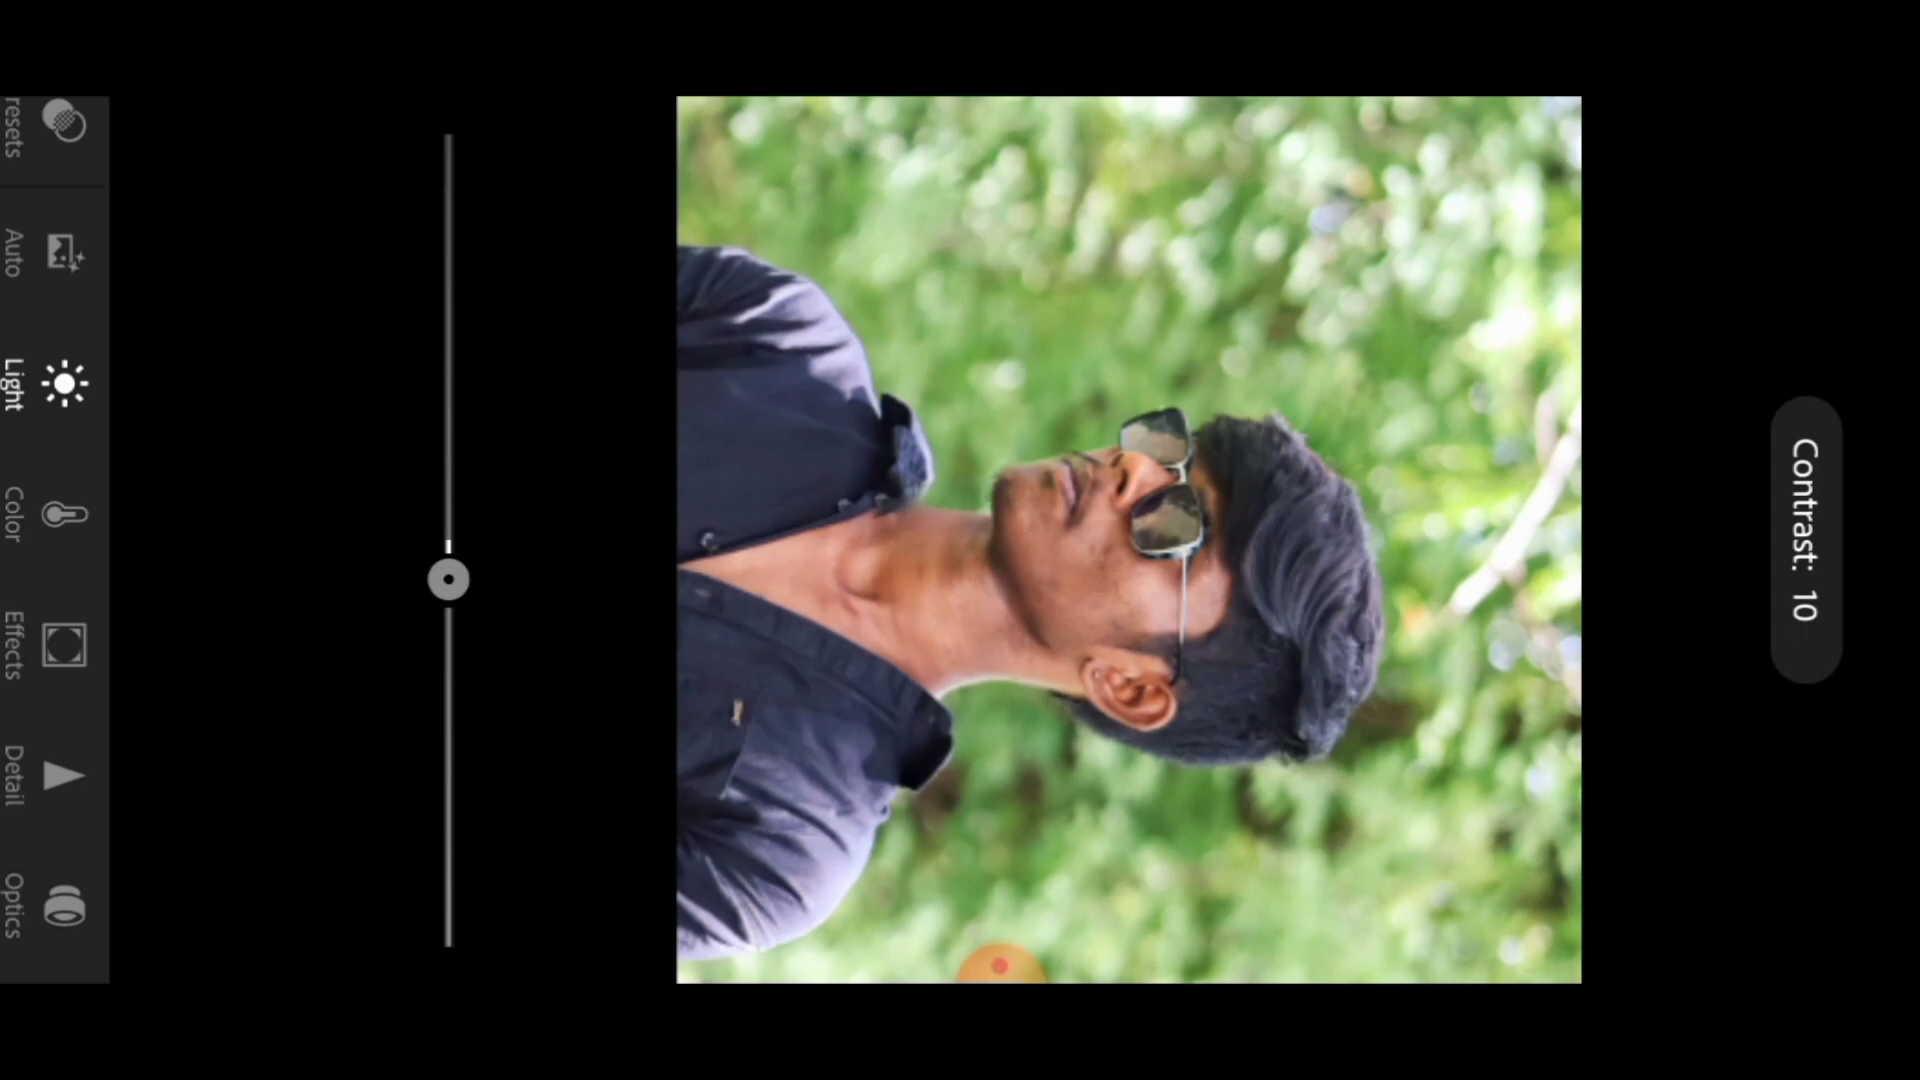 Contrast: 10
resets
Auto
Light
Color
Effects
Detail
Optics